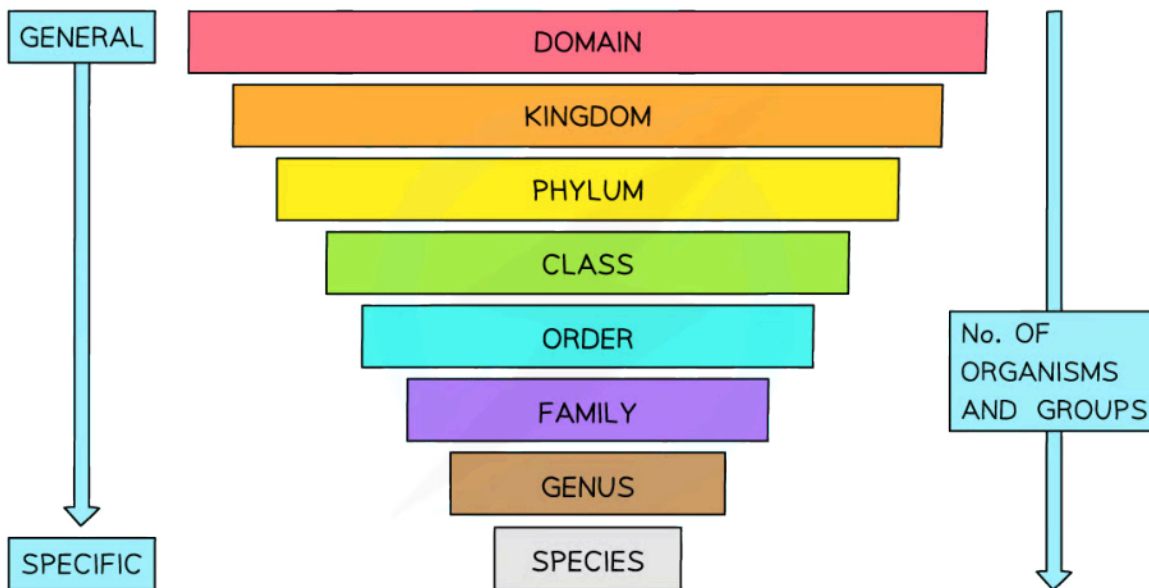 GENERAL
DOMAIN
KINGDOM
PHYLUM
CLASS
ORDER
No. OF
ORGANISMS
AND GROUPS
FAMILY
GENUS
SPECIES
SPECIFIC